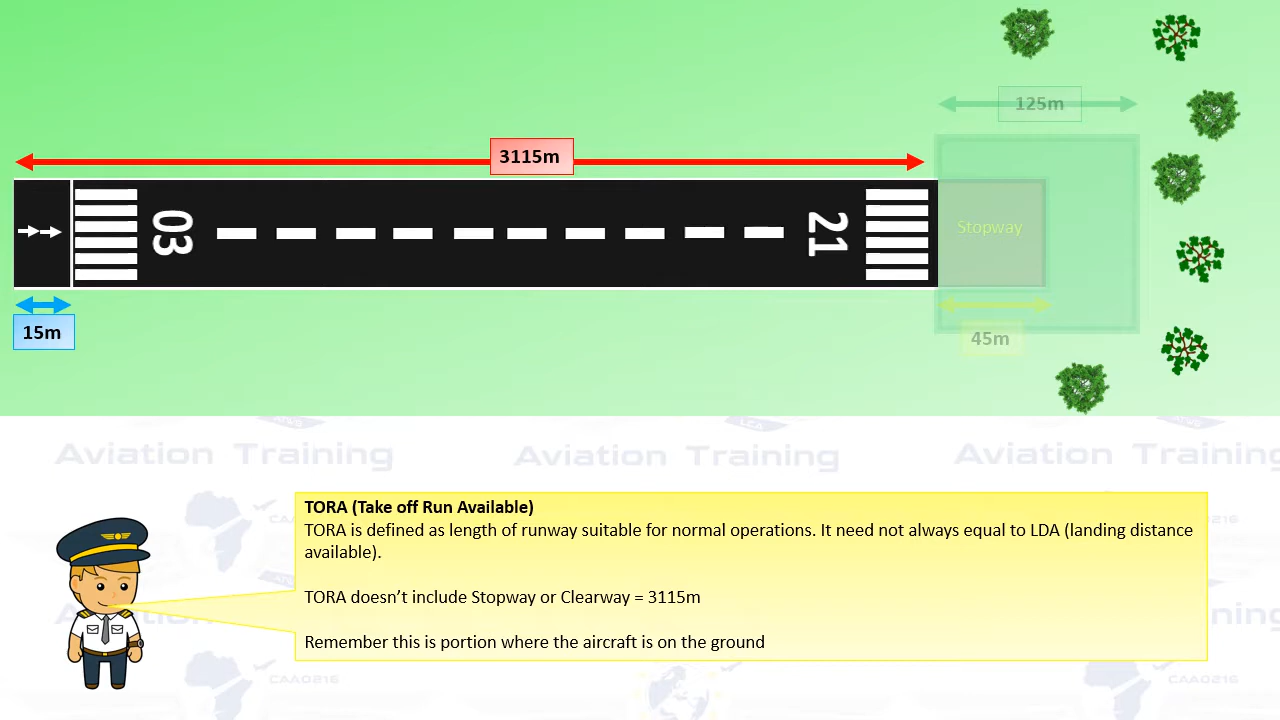 125m
3115m
03
21
Stopway
15m
45m
Aviation Training
Aviation Training
Aviation Training
TORA (Take off Run Available)
TORA is defined as length of runway suitable for normal operations. It need not always equal to LDA (landing distance
available).
TORA doesn’t include Stopway or Clearway = 3115m
Remember this is portion where the aircraft is on the ground
CAA0216
CAA0216